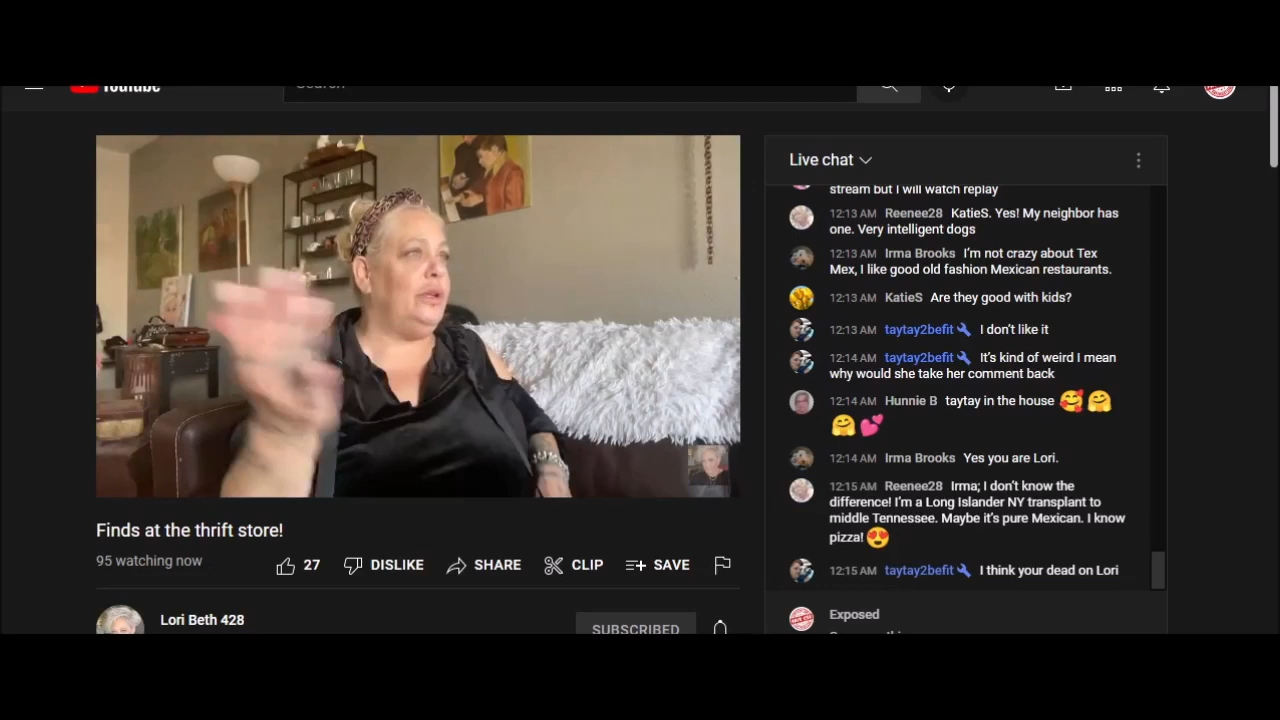 YouTube
Search
Live chat
stream but I will watch replay
12:13 AM Reenee28 KatieS. Yes! My neighbor has
one. Very intelligent dogs
12:13 AM Irma Brooks I'm not crazy about Tex
Mex, I like good old fashion Mexican restaurants.
12:13 AM KatieS Are they good with kids?
12:13 AM taytay2befit I don't like it
12:14 AM taytay2befit It's kind of weird I mean
why would she take her comment back
12:14 AM Hunnie B taytay in the house 🥰🤗
🤗💕
12:14 AM Irma Brooks Yes you are Lori.
12:15 AM Reenee28 Irma; I don't know the
difference! I'm a Long Islander NY transplant to
middle Tennessee. Maybe it's pure Mexican. I know
pizza!😍
12:15 AM taytay2befit I think your dead on Lori
Exposed
Finds at the thrift store!
95 watching now
27 DISLIKE SHARE CLIP SAVE
Lori Beth 428
SUBSCRIBED